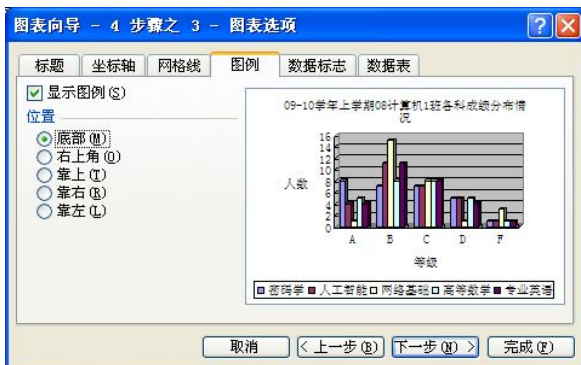 图表向导 - 4 步骤之 3 - 图表选项
标题 坐标轴 网格线 图例 数据标志 数据表
显示图例(S)
位置
底部(M)
右上角(O)
靠上(T)
靠右(R)
靠左(L)
09-10学年上学期08计算机1班各科成绩分布情
况
16
14
12
10
8
6
4
2
0
人数
A B C D F
等级
密码学 人工智能 网络基础 高等数学 专业英语
取消 < 上一步(B) 下一步(N) > 完成(F)